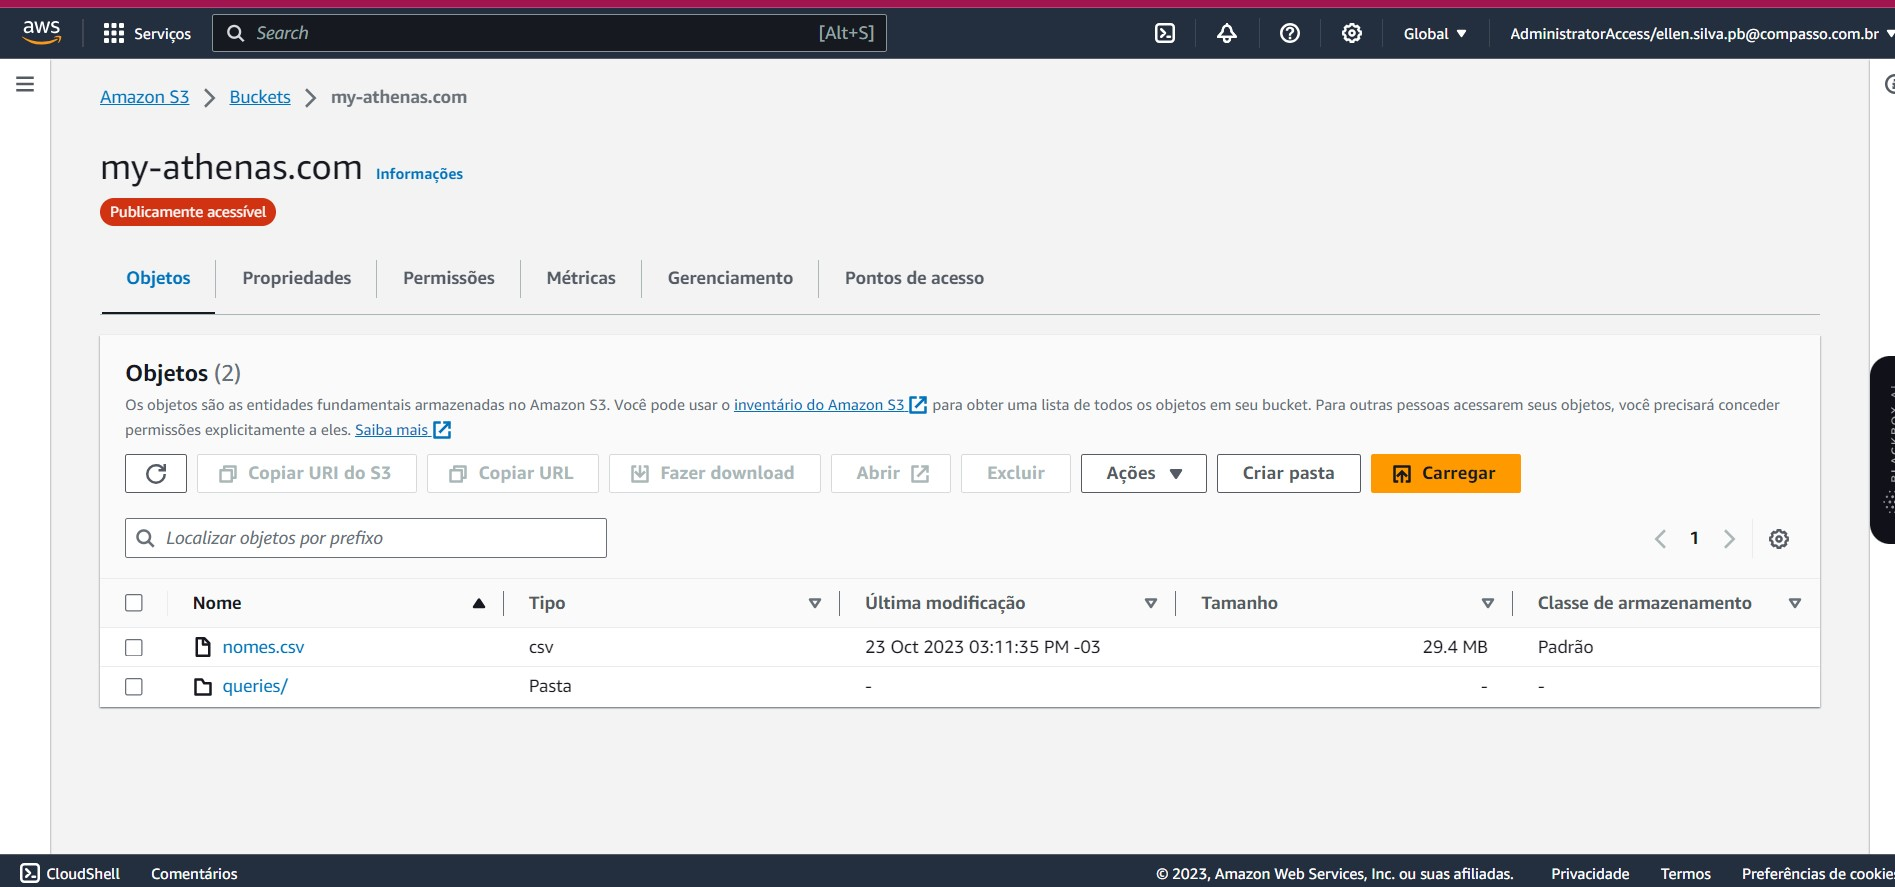 aws Serviços Search [Alt+S] Global AdministratorAccess/ellen.silva.pb@compasso.com.br
Amazon S3 Buckets my-athenas.com
my-athenas.com Informações
Publicamente acessível
Objetos Propriedades Permissões Métricas Gerenciamento Pontos de acesso
Objetos (2)
Os objetos são as entidades fundamentais armazenadas no Amazon S3. Você pode usar o inventário do Amazon S3 para obter uma lista de todos os objetos em seu bucket. Para outras pessoas acessarem seus objetos, você precisará conceder
permissões explicitamente a eles. Saiba mais
Copiar URI do S3 Copiar URL Fazer download Abrir Excluir Ações Criar pasta Carregar
Localizar objetos por prefixo 1
Nome Tipo Última modificação Tamanho Classe de armazenamento
nomes.csv csv 23 Oct 2023 03:11:35 PM -03 29.4 MB Padrão
queries/ Pasta - - -
BLACKBOX AI
CloudShell Comentários © 2023, Amazon Web Services, Inc. ou suas afiliadas. Privacidade Termos Preferências de cookies